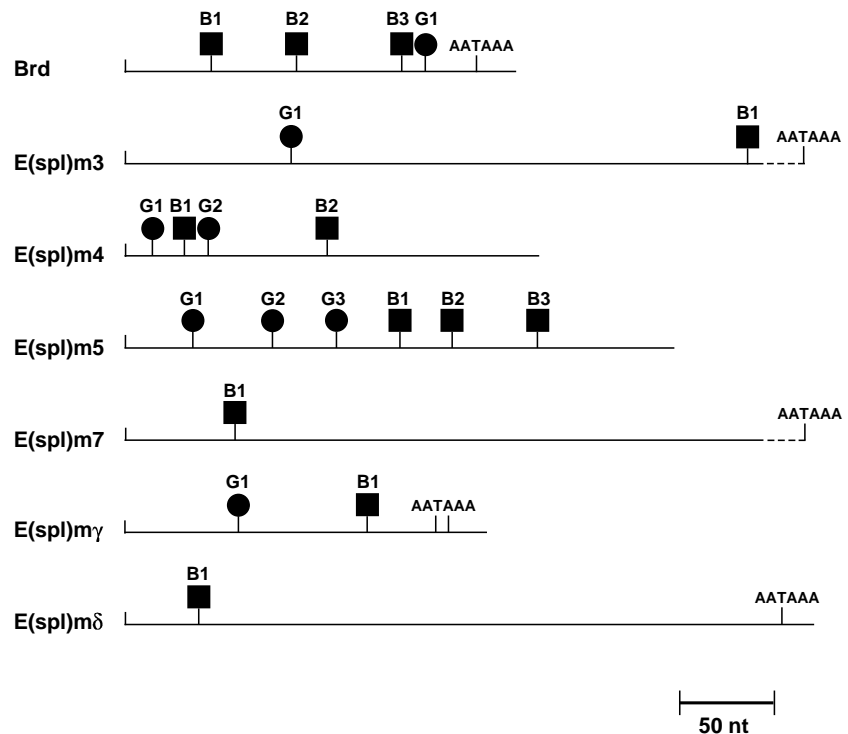 B1 B2 B3 G1 AATAAA
Brd
G1 B1 AATAAA
E(spl)m3
G1 B1 G2 B2
E(spl)m4
G1 G2 G3 B1 B2 B3
E(spl)m5
B1 AATAAA
E(spl)m7
G1 B1 AATAAA
E(spl)mγ
B1 AATAAA
E(spl)mδ
50 nt